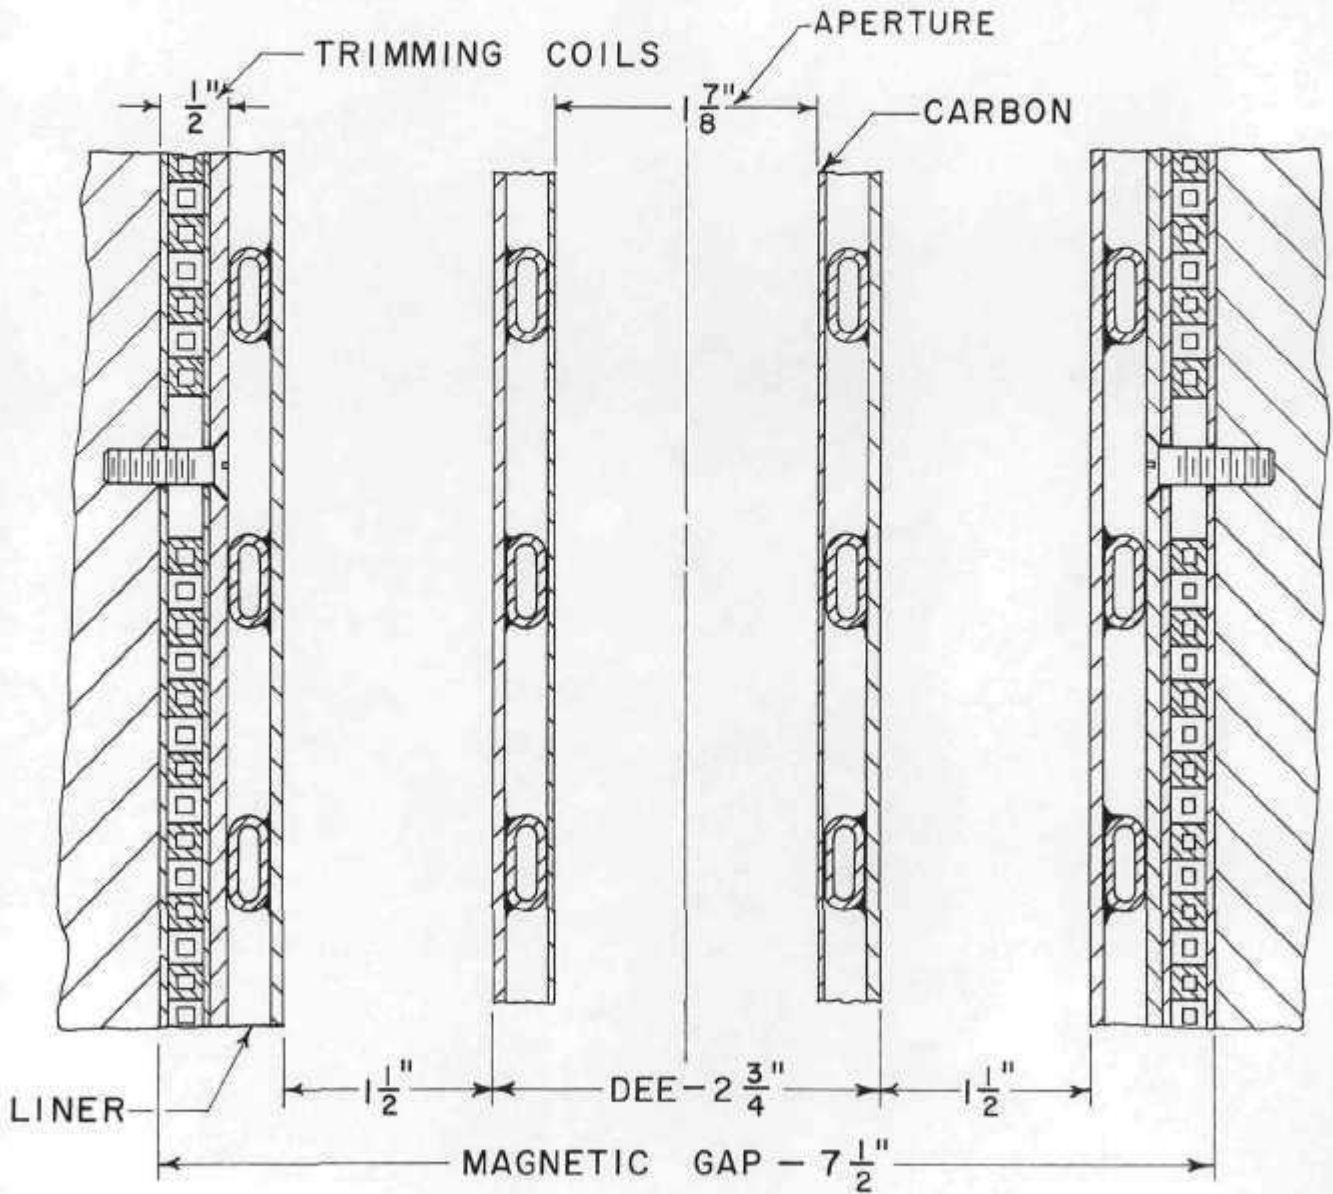 APERTURE
TRIMMING COILS
1/2"
1 7/8"
CARBON
1 1/2"
DEE–2 3/4"
1 1/2"
LINER
MAGNETIC GAP – 7 1/2"